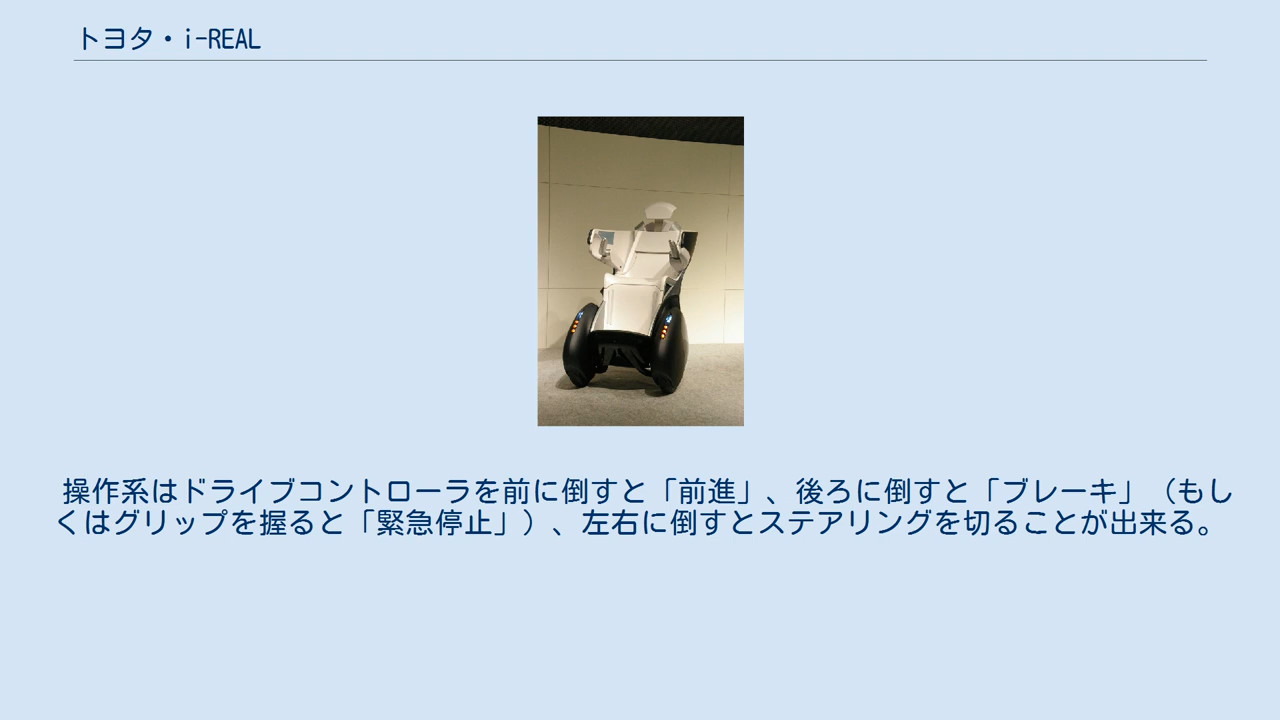 トヨタ・i-REAL
操作系はドライブコントローラを前に倒すと「前進」、後ろに倒すと「ブレーキ」（もし
くはグリップを握ると「緊急停止」）、左右に倒すとステアリングを切ることが出来る。